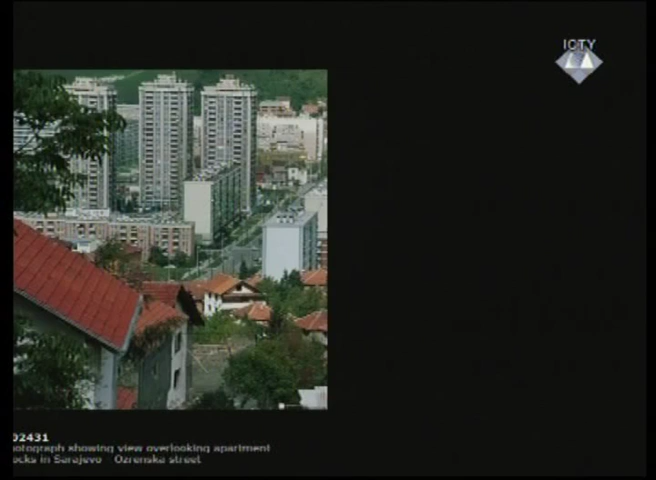 ICTY
02431
otograph showing view overlooking apartment
ocks in Sarajevo - Ozrenska street